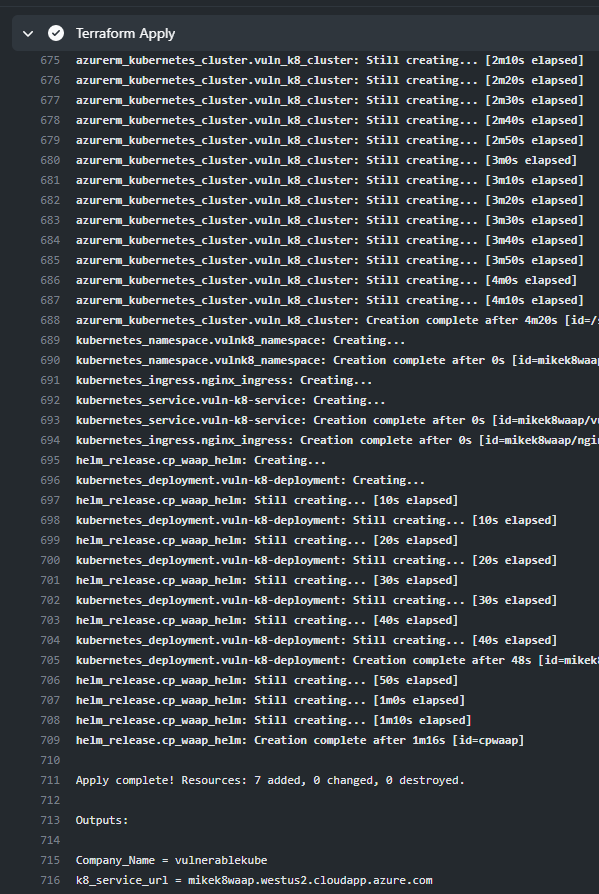 Terraform Apply
675 azurerm_kubernetes_cluster.vuln_k8_cluster: Still creating... [2m10s elapsed]
676 azurerm_kubernetes_cluster.vuln_k8_cluster: Still creating... [2m20s elapsed]
677 azurerm_kubernetes_cluster.vuln_k8_cluster: Still creating... [2m30s elapsed]
678 azurerm_kubernetes_cluster.vuln_k8_cluster: Still creating... [2m40s elapsed]
679 azurerm_kubernetes_cluster.vuln_k8_cluster: Still creating... [2m50s elapsed]
680 azurerm_kubernetes_cluster.vuln_k8_cluster: Still creating... [3m0s elapsed]
681 azurerm_kubernetes_cluster.vuln_k8_cluster: Still creating... [3m10s elapsed]
682 azurerm_kubernetes_cluster.vuln_k8_cluster: Still creating... [3m20s elapsed]
683 azurerm_kubernetes_cluster.vuln_k8_cluster: Still creating... [3m30s elapsed]
684 azurerm_kubernetes_cluster.vuln_k8_cluster: Still creating... [3m40s elapsed]
685 azurerm_kubernetes_cluster.vuln_k8_cluster: Still creating... [3m50s elapsed]
686 azurerm_kubernetes_cluster.vuln_k8_cluster: Still creating... [4m0s elapsed]
687 azurerm_kubernetes_cluster.vuln_k8_cluster: Still creating... [4m10s elapsed]
688 azurerm_kubernetes_cluster.vuln_k8_cluster: Creation complete after 4m20s [id=/s
689 kubernetes_namespace.vulnk8_namespace: Creating...
690 kubernetes_namespace.vulnk8_namespace: Creation complete after 0s [id=mikek8waap
691 kubernetes_ingress.nginx_ingress: Creating...
692 kubernetes_service.vuln-k8-service: Creating...
693 kubernetes_service.vuln-k8-service: Creation complete after 0s [id=mikek8waap/vu
694 kubernetes_ingress.nginx_ingress: Creation complete after 0s [id=mikek8waap/ngin
695 helm_release.cp_waap_helm: Creating...
696 kubernetes_deployment.vuln-k8-deployment: Creating...
697 helm_release.cp_waap_helm: Still creating... [10s elapsed]
698 kubernetes_deployment.vuln-k8-deployment: Still creating... [10s elapsed]
699 helm_release.cp_waap_helm: Still creating... [20s elapsed]
700 kubernetes_deployment.vuln-k8-deployment: Still creating... [20s elapsed]
701 helm_release.cp_waap_helm: Still creating... [30s elapsed]
702 kubernetes_deployment.vuln-k8-deployment: Still creating... [30s elapsed]
703 helm_release.cp_waap_helm: Still creating... [40s elapsed]
704 kubernetes_deployment.vuln-k8-deployment: Still creating... [40s elapsed]
705 kubernetes_deployment.vuln-k8-deployment: Creation complete after 48s [id=mikek8
706 helm_release.cp_waap_helm: Still creating... [50s elapsed]
707 helm_release.cp_waap_helm: Still creating... [1m0s elapsed]
708 helm_release.cp_waap_helm: Still creating... [1m10s elapsed]
709 helm_release.cp_waap_helm: Creation complete after 1m16s [id=cpwaap]
710
711 Apply complete! Resources: 7 added, 0 changed, 0 destroyed.
712
713 Outputs:
714
715 Company_Name = vulnerablekube
716 k8_service_url = mikek8waap.westus2.cloudapp.azure.com